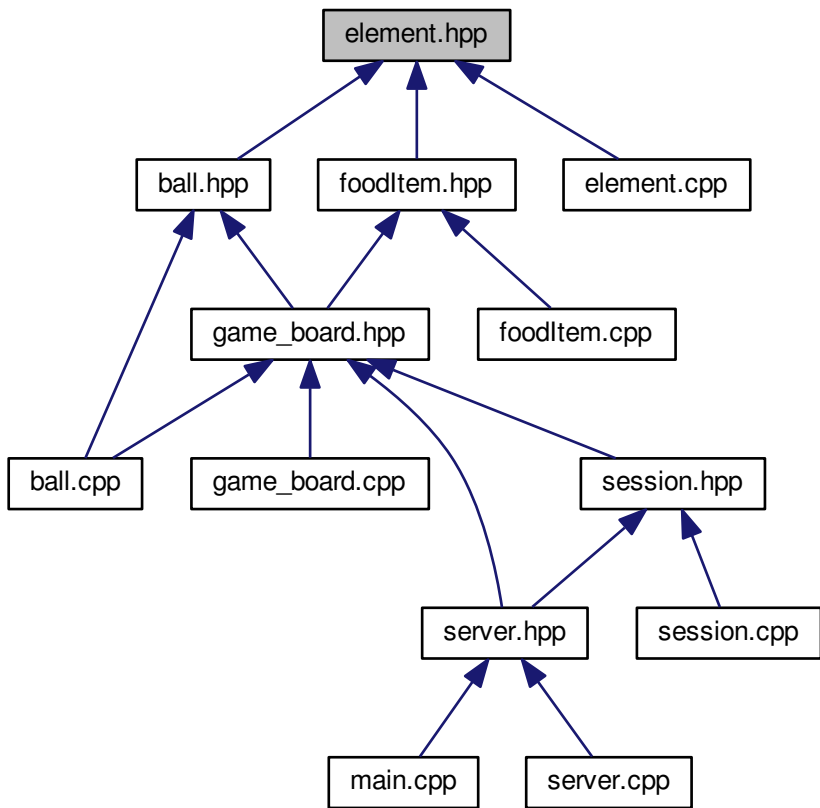 element.hpp
ball.hpp
foodItem.hpp
element.cpp
game_board.hpp
foodItem.cpp
ball.cpp
game_board.cpp
session.hpp
server.hpp
session.cpp
main.cpp
server.cpp